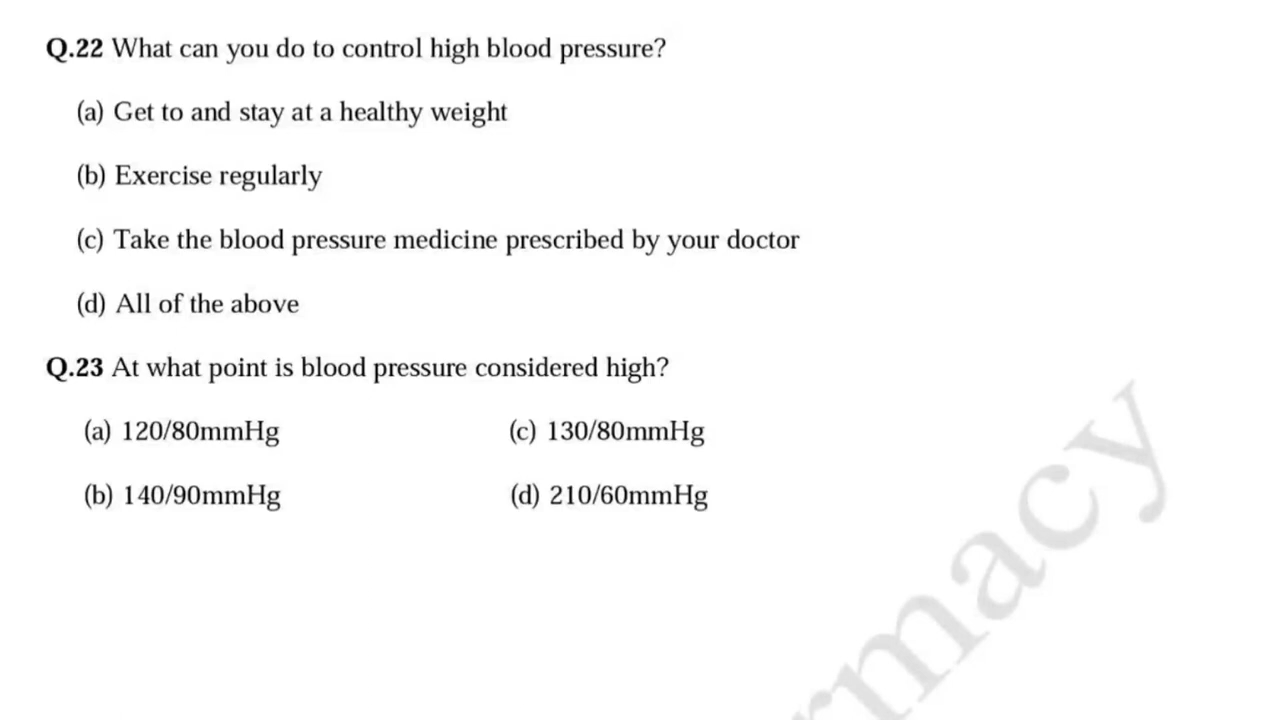 Q.22 What can you do to control high blood pressure?
(a) Get to and stay at a healthy weight
(b) Exercise regularly
(c) Take the blood pressure medicine prescribed by your doctor
(d) All of the above
Q.23 At what point is blood pressure considered high?
(a) 120/80mmHg (c) 130/80mmHg
(b) 140/90mmHg (d) 210/60mmHg